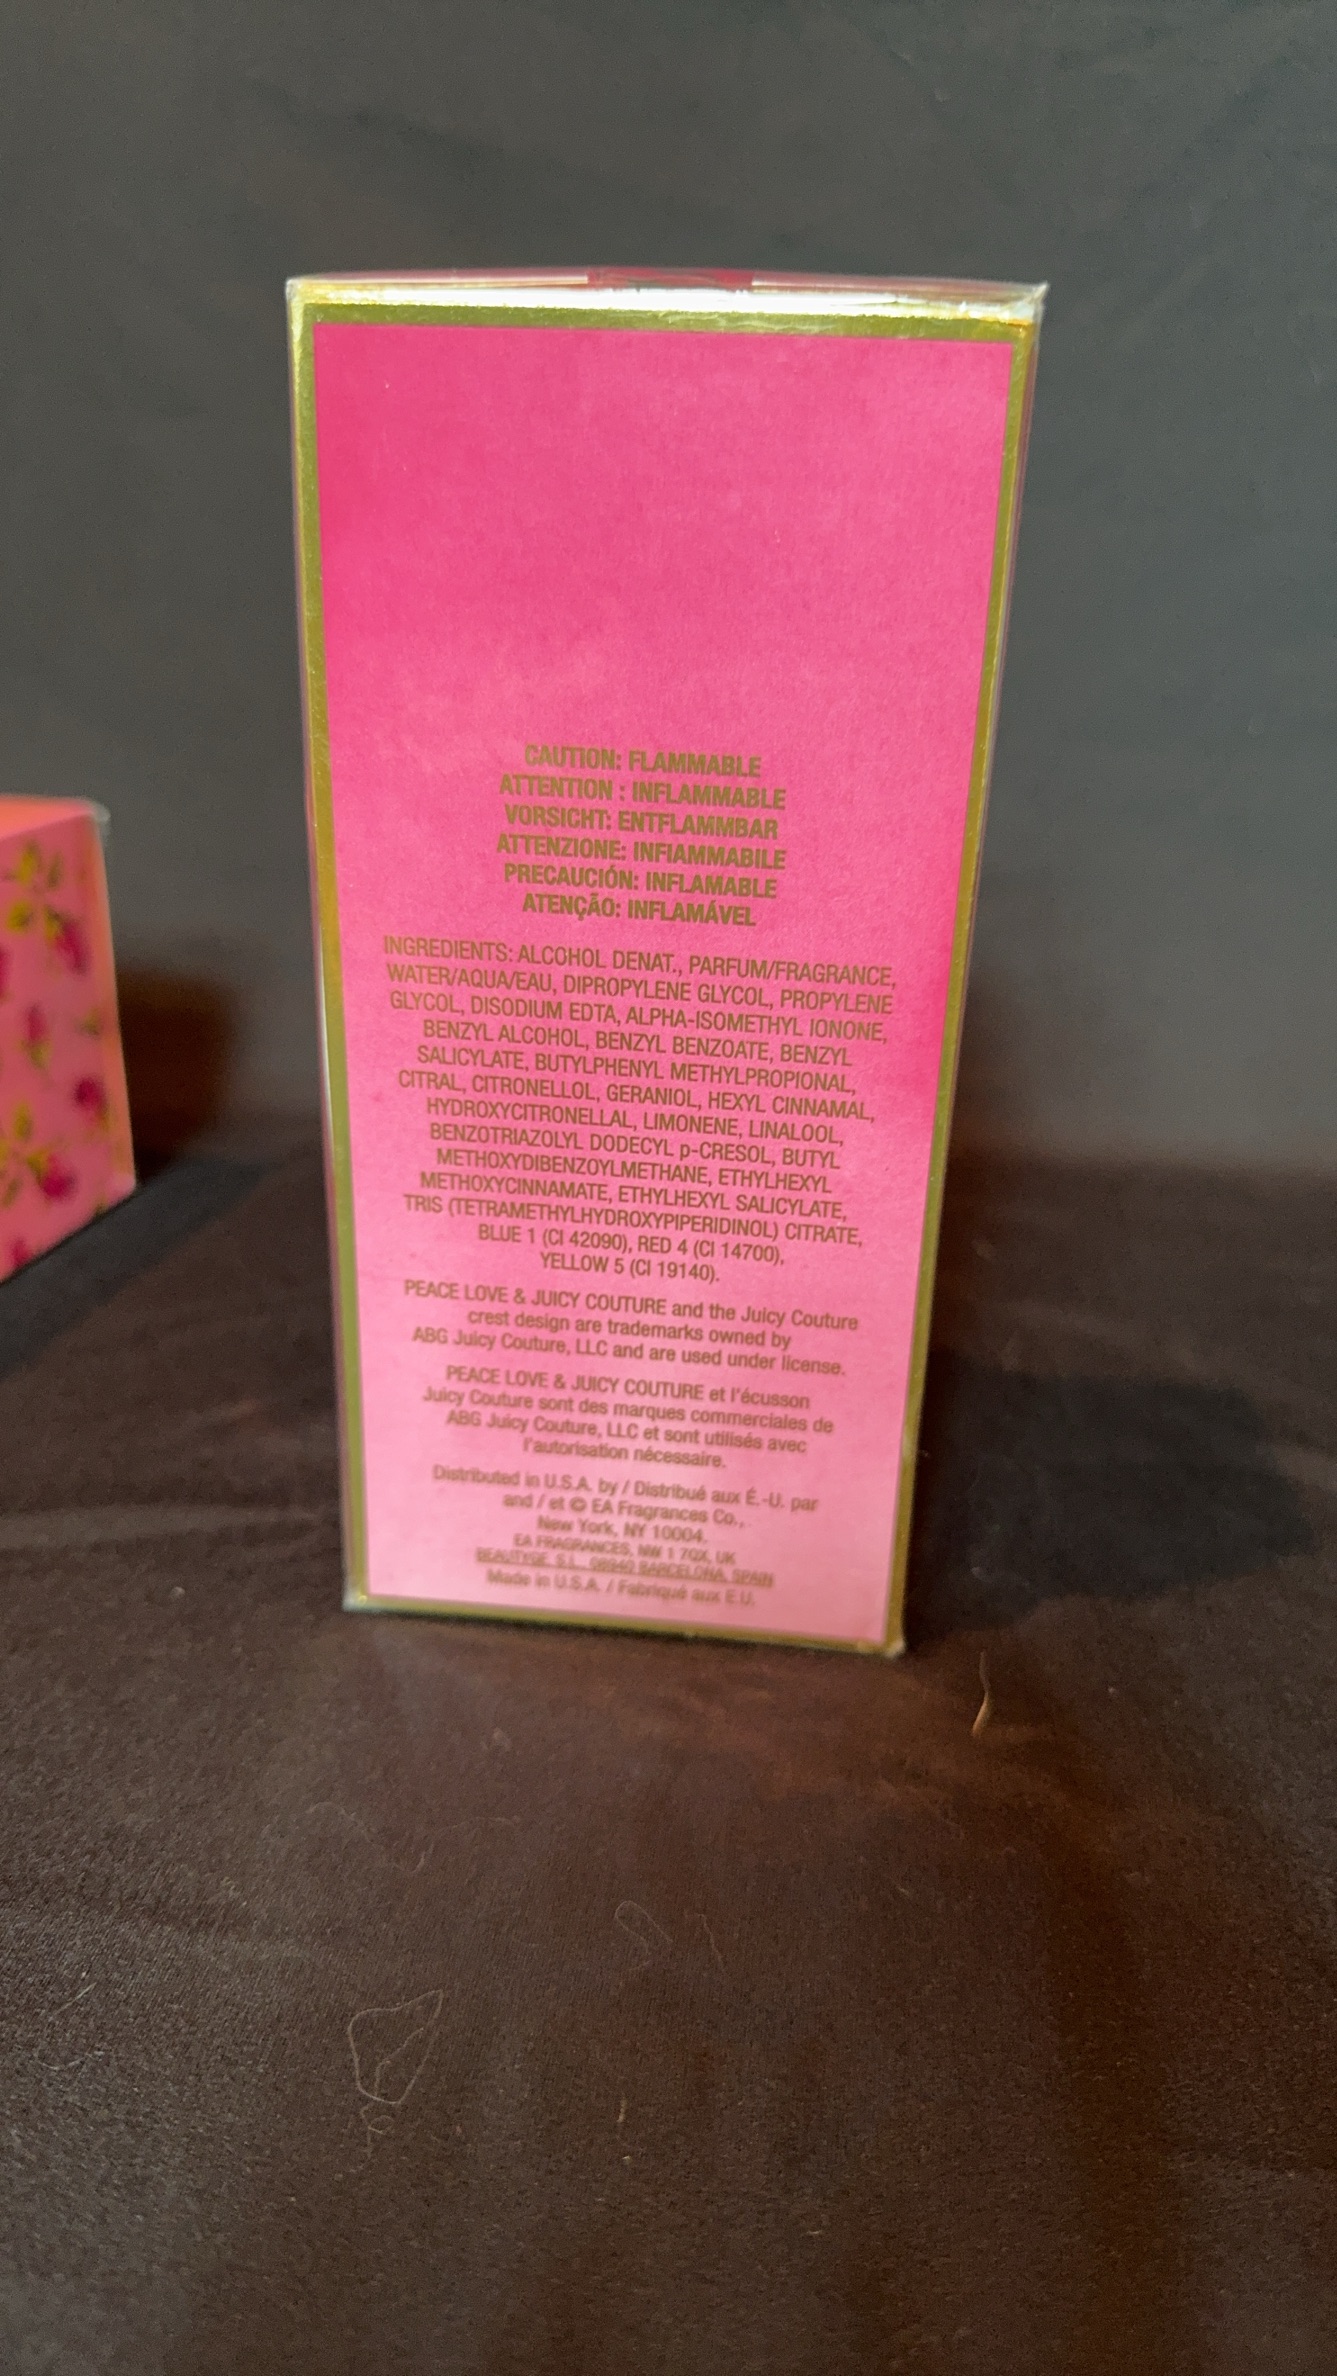 CAUTION: FLAMMABLE
ATTENTION : INFLAMMABLE
VORSICHT: ENTFLAMMBAR
ATTENZIONE: INFIAMMABILE
PRECAUCIÓN: INFLAMABLE
ATENÇÃO: INFLAMÁVEL
INGREDIENTS: ALCOHOL DENAT., PARFUM/FRAGRANCE,
WATER/AQUA/EAU, DIPROPYLENE GLYCOL, PROPYLENE
GLYCOL, DISODIUM EDTA, ALPHA-ISOMETHYL IONONE,
BENZYL ALCOHOL, BENZYL BENZOATE, BENZYL
SALICYLATE, BUTYLPHENYL METHYLPROPIONAL,
CITRAL, CITRONELLOL, GERANIOL, HEXYL CINNAMAL,
HYDROXYCITRONELLAL, LIMONENE, LINALOOL,
BENZOTRIAZOLYL DODECYL p-CRESOL, BUTYL
METHOXYDIBENZOYLMETHANE, ETHYLHEXYL
METHOXYCINNAMATE, ETHYLHEXYL SALICYLATE,
TRIS (TETRAMETHYLHYDROXYPIPERIDINOL) CITRATE,
BLUE 1 (CI 42090), RED 4 (CI 14700),
YELLOW 5 (CI 19140).
PEACE LOVE & JUICY COUTURE and the Juicy Couture
crest design are trademarks owned by
ABG Juicy Couture, LLC and are used under license.
PEACE LOVE & JUICY COUTURE et l'écusson
Juicy Couture sont des marques commerciales de
ABG Juicy Couture, LLC et sont utilisés avec
l'autorisation nécessaire.
Distributed in U.S.A. by / Distribué aux É.-U. par
and / et © EA Fragrances Co.,
New York, NY 10004.
EA FRAGRANCES, NW 1 7QX, UK
BEAUTYGE, S.L., 08940 BARCELONA, SPAIN
Made in U.S.A. / Fabriqué aux E.U.